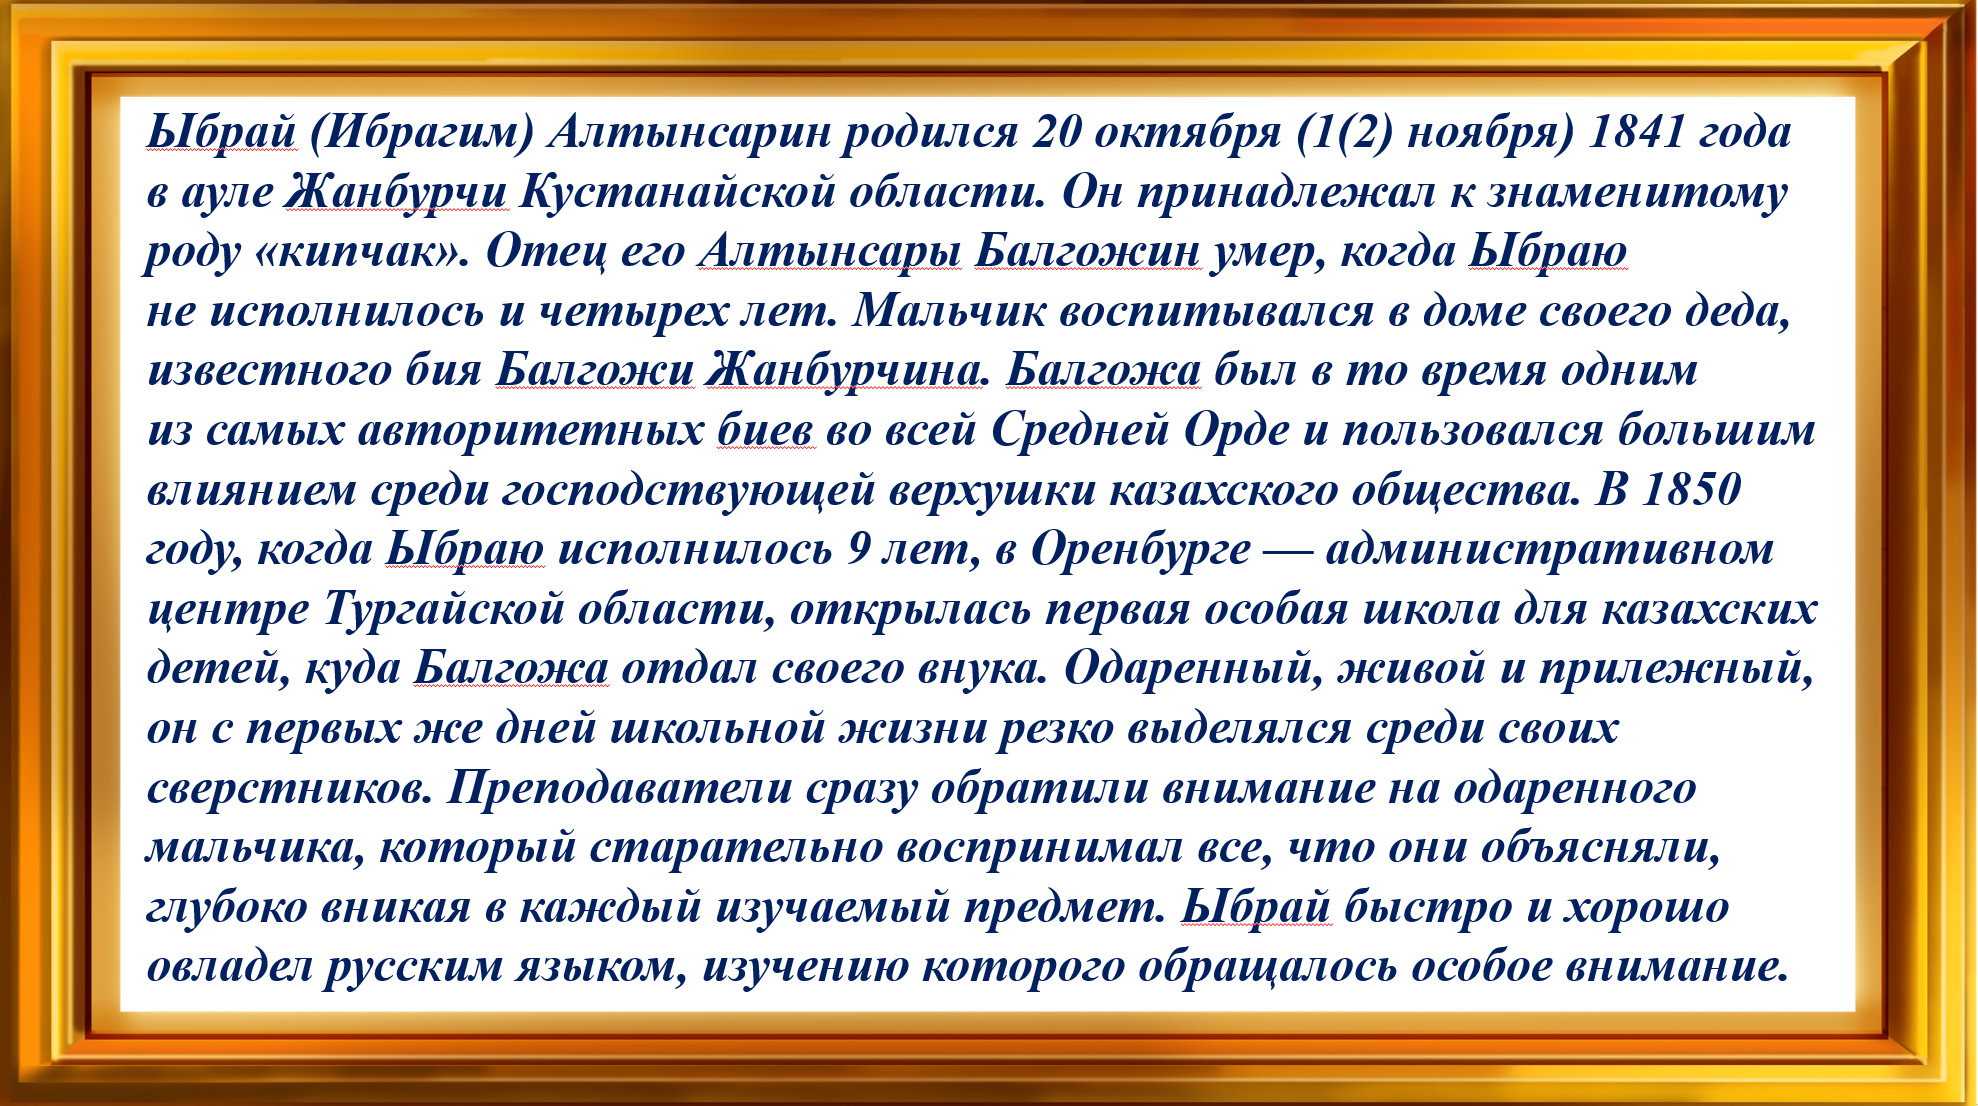 Ыбрай (Ибрагим) Алтынсарин родился 20 октября (1(2) ноября) 1841 года
в ауле Жанбурчи Кустанайской области. Он принадлежал к знаменитому
роду «кипчак». Отец его Алтынсары Балгожин умер, когда Ыбраю
не исполнилось и четырех лет. Мальчик воспитывался в доме своего деда,
известного бия Балгожи Жанбурчина. Балгожа был в то время одним
из самых авторитетных биев во всей Средней Орде и пользовался большим
влиянием среди господствующей верхушки казахского общества. В 1850
году, когда Ыбраю исполнилось 9 лет, в Оренбурге — административном
центре Тургайской области, открылась первая особая школа для казахских
детей, куда Балгожа отдал своего внука. Одаренный, живой и прилежный,
он с первых же дней школьной жизни резко выделялся среди своих
сверстников. Преподаватели сразу обратили внимание на одаренного
мальчика, который старательно воспринимал все, что они объясняли,
глубоко вникая в каждый изучаемый предмет. Ыбрай быстро и хорошо
овладел русским языком, изучению которого обращалось особое внимание.